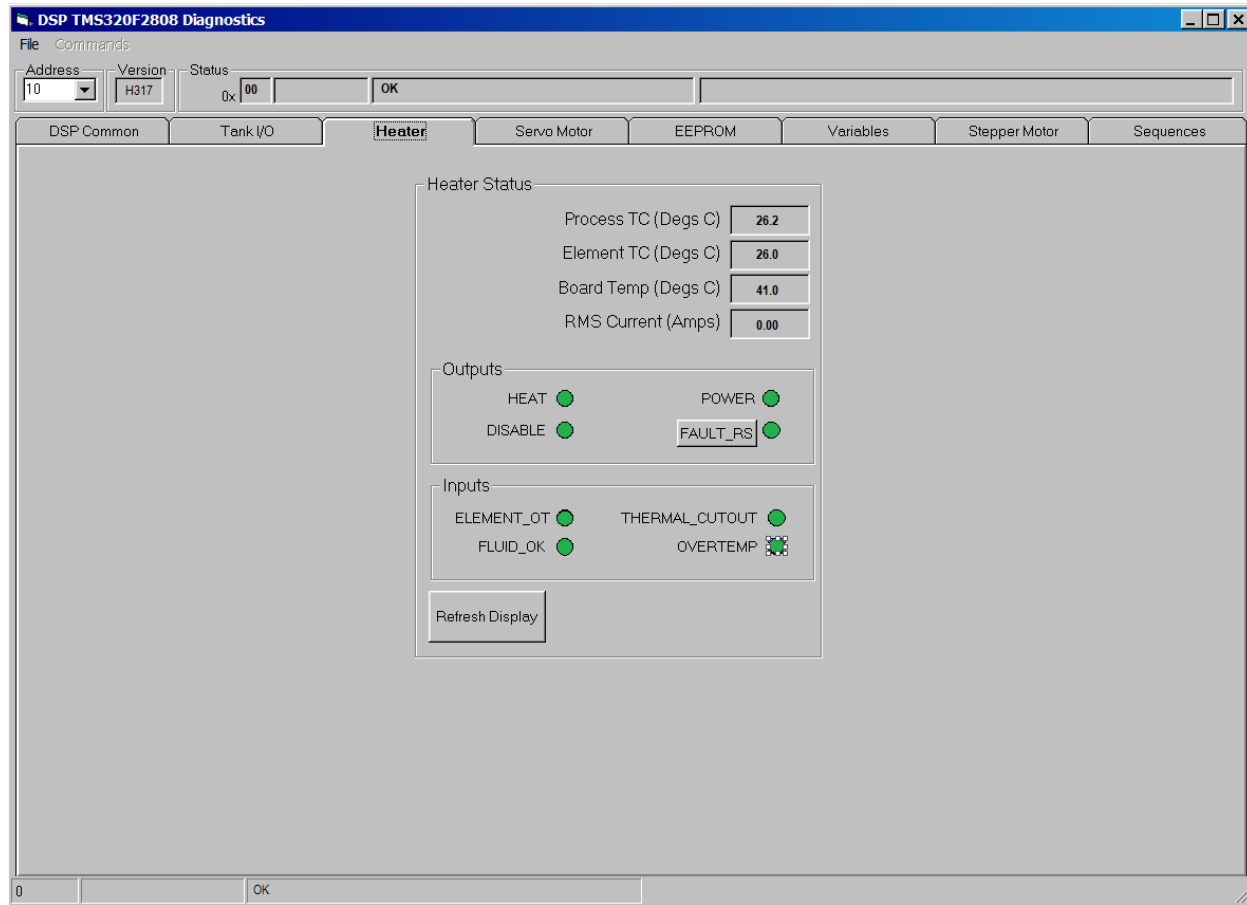 DSP TMS320F2808 Diagnostics
File Commands
Address Version Status
10 H317 0x 00 OK
DSP Common Tank I/O Heater Servo Motor EEPROM Variables Stepper Motor Sequences
Heater Status
Process TC (Degs C) 26.2
Element TC (Degs C) 26.0
Board Temp (Degs C) 41.0
RMS Current (Amps) 0.00
Outputs
HEAT POWER
DISABLE FAULT_RS
Inputs
ELEMENT_OT THERMAL_CUTOUT
FLUID_OK OVERTEMP
Refresh Display
0 OK